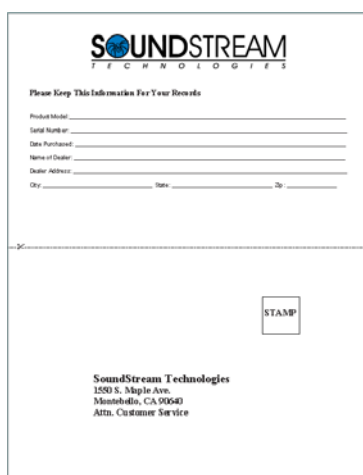 SOUNDSTREAM
TECHNOLOGIES
Please Keep This Information For Your Records
Product Model:
Serial Number:
Date Purchased:
Name of Dealer:
Dealer Address:
City: State: Zip:
STAMP
SoundStream Technologies
1550 S. Maple Ave.
Montebello, CA 90640
Attn. Customer Service